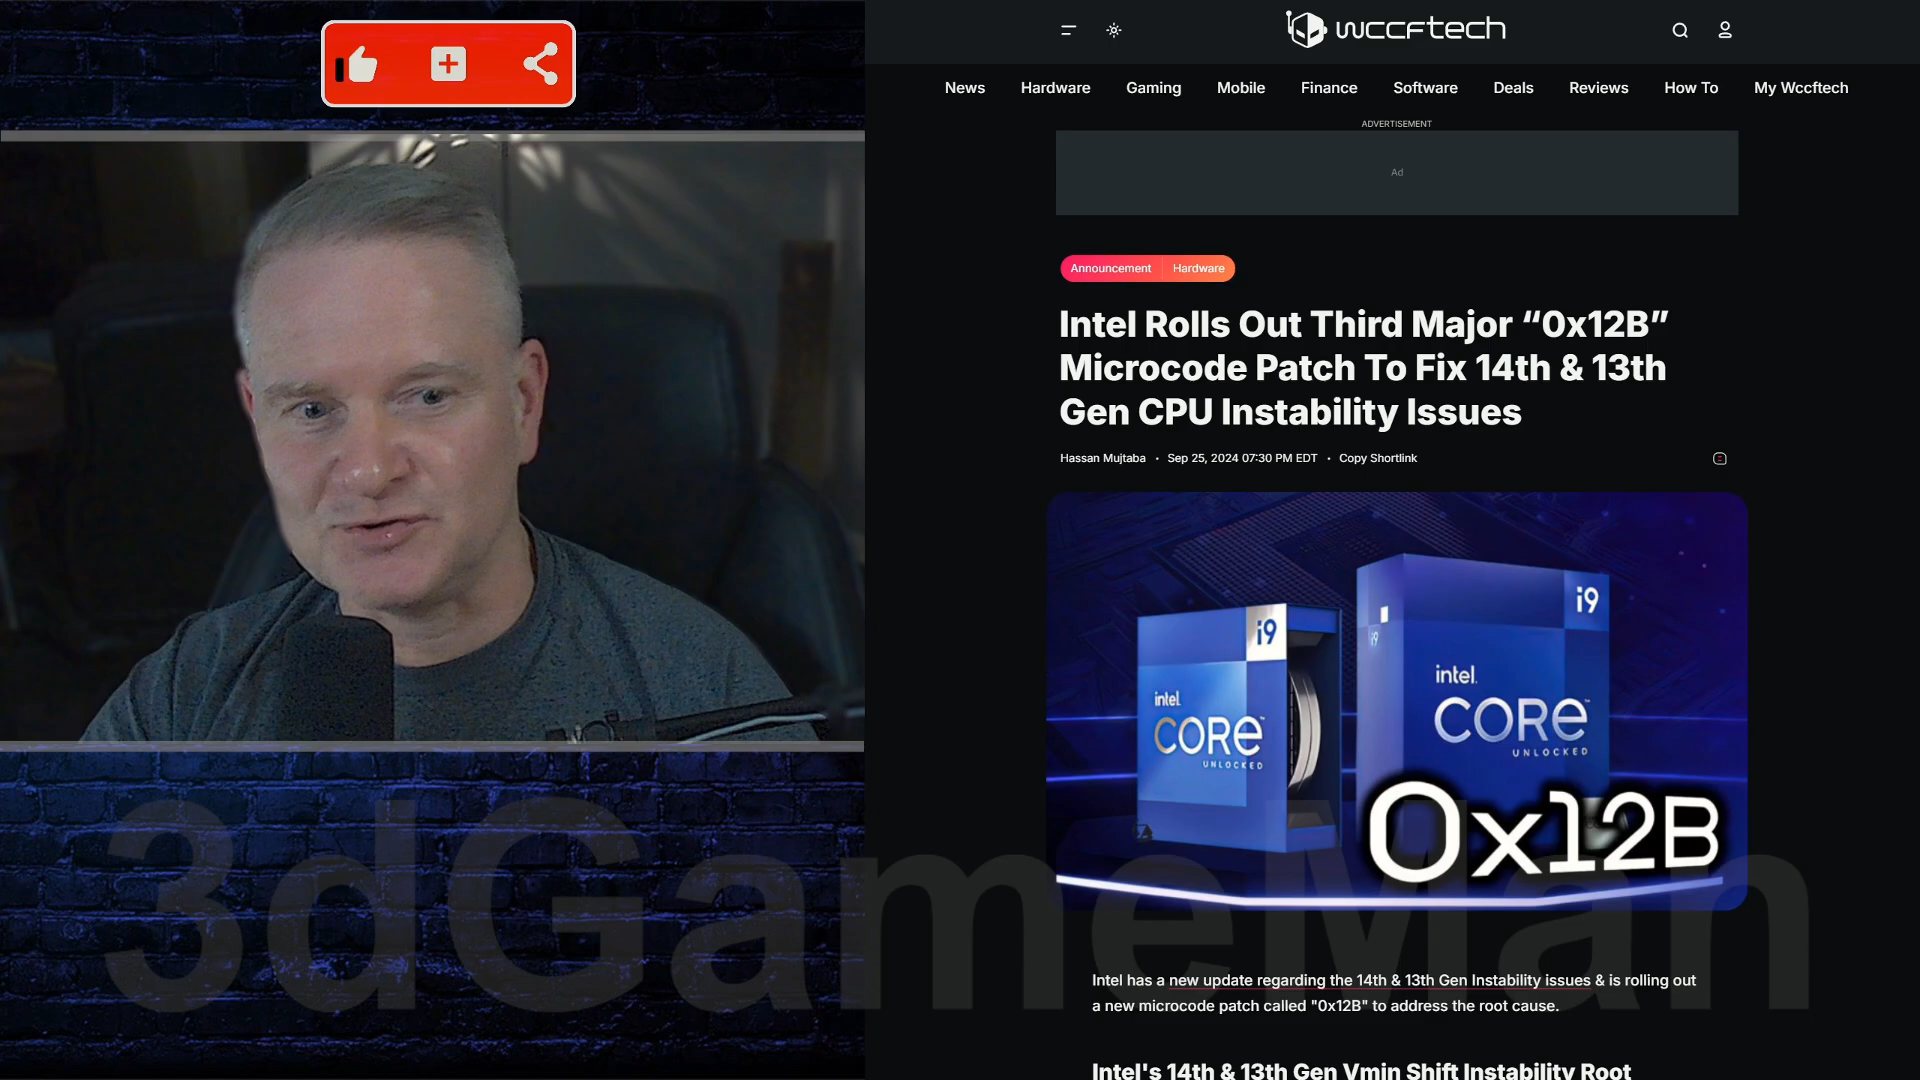 wccftech
News Hardware Gaming Mobile Finance Software Deals Reviews How To My Wccftech
ADVERTISEMENT
Ad
Announcement Hardware
Intel Rolls Out Third Major “0x12B”
Microcode Patch To Fix 14th & 13th
Gen CPU Instability Issues
Hassan Mujtaba • Sep 25, 2024 07:30 PM EDT • Copy Shortlink
i9
i9
i9
intel
CORE
UNLOCKED
intel
CORE
UNLOCKED
0x12B
3dGameMan
Intel has a new update regarding the 14th & 13th Gen Instability issues & is rolling out
a new microcode patch called "0x12B" to address the root cause.
Intel's 14th & 13th Gen Vmin Shift Instability Root